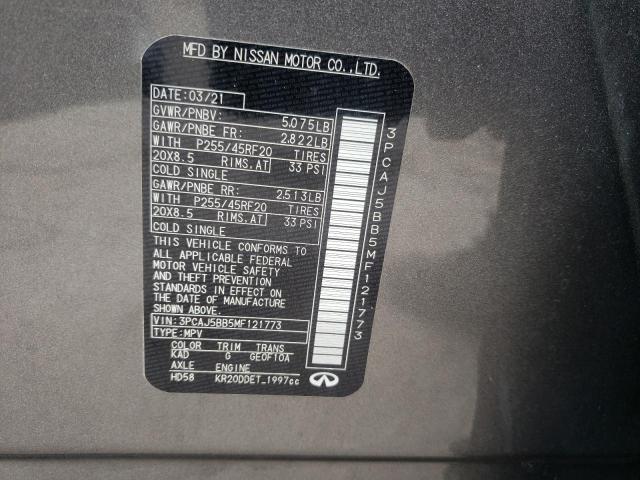 MFD BY NISSAN MOTOR CO.,LTD.
DATE: 03/21
GVWR/PNBV: 5,075LB
GAWR/PNBE FR: 2,822LB
WITH P255/45RF20 TIRES
20X8.5 RIMS,AT 33 PSI
COLD SINGLE
GAWR/PNBE RR: 2,513LB
WITH P255/45RF20 TIRES
20X8.5 RIMS,AT 33 PSI
COLD SINGLE
THIS VEHICLE CONFORMS TO
ALL APPLICABLE FEDERAL
MOTOR VEHICLE SAFETY
AND THEFT PREVENTION
STANDARDS IN EFFECT ON
THE DATE OF MANUFACTURE
SHOWN ABOVE.
VIN: 3PCAJ5BB5MF121773
TYPE: MPV
COLOR TRIM TRANS
KAD G GE0F10A
AXLE ENGINE
HD58 KR20DDET_1997cc
3PCAJ5BB5MF121773